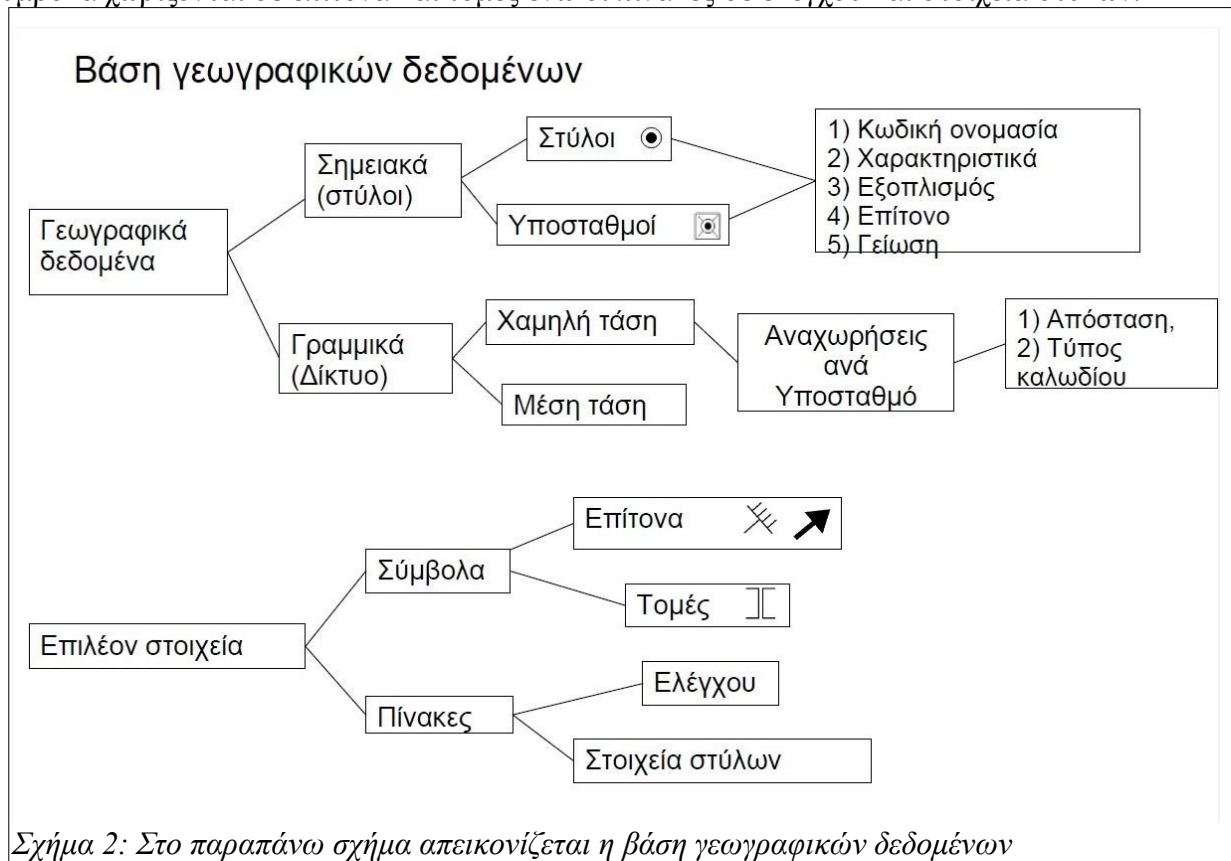 Βάση γεωγραφικών δεδομένων
Στύλοι
1) Κωδική ονομασία
2) Χαρακτηριστικά
3) Εξοπλισμός
4) Επίτονο
5) Γείωση
Σημειακά
(στύλοι)
Υποσταθμοί
Γεωγραφικά
δεδομένα
Χαμηλή τάση
Αναχωρήσεις
ανά
Υποσταθμό
1) Απόσταση,
2) Τύπος
καλωδίου
Γραμμικά
(Δίκτυο)
Μέση τάση
Επίτονα
Σύμβολα
Τομές
Επιλέον στοιχεία
Ελέγχου
Πίνακες
Στοιχεία στύλων
Σχήμα 2: Στο παραπάνω σχήμα απεικονίζεται η βάση γεωγραφικών δεδομένων